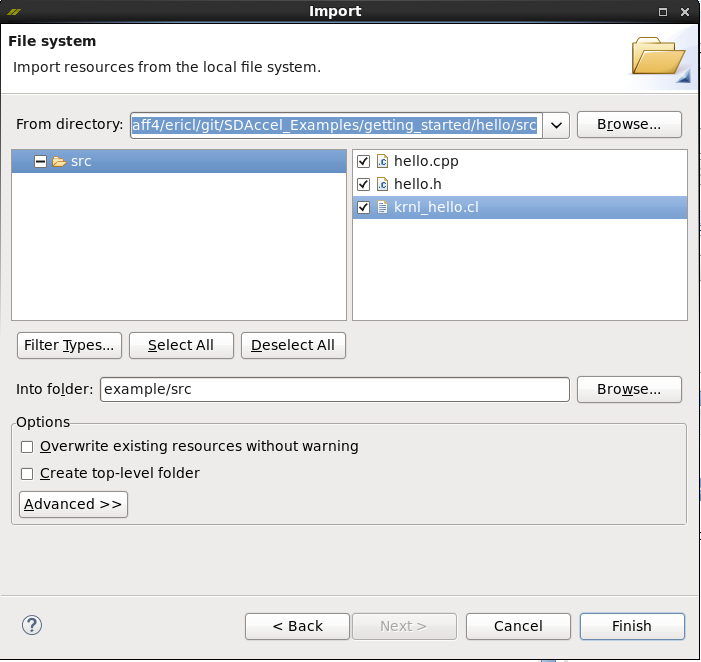 Import
File system
Import resources from the local file system.
From directory: aff4/ericl/git/SDAccel_Examples/getting_started/hello/src Browse...
src
hello.cpp
hello.h
krnl_hello.cl
Filter Types... Select All Deselect All
Into folder: example/src Browse...
Options
Overwrite existing resources without warning
Create top-level folder
Advanced >>
? < Back Next > Cancel Finish